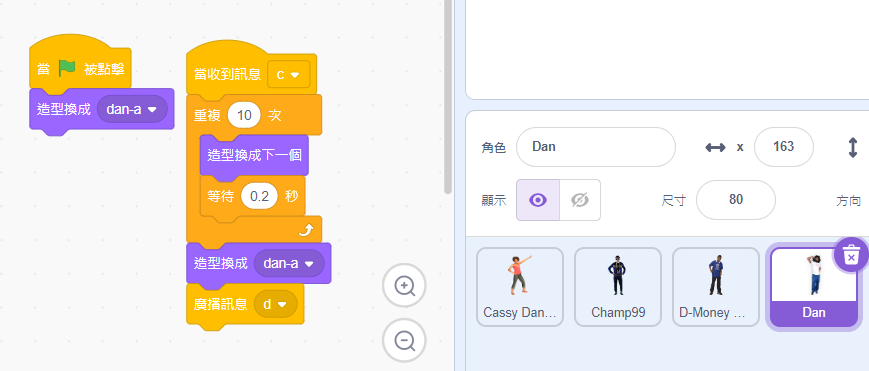 當 被點擊
造型換成 dan-a
當收到訊息 c
重複 10 次
造型換成下一個
等待 0.2 秒
造型換成 dan-a
廣播訊息 d
角色 Dan x 163
顯示 尺寸 80 方向
Cassy Dan... Champ99 D-Money ... Dan